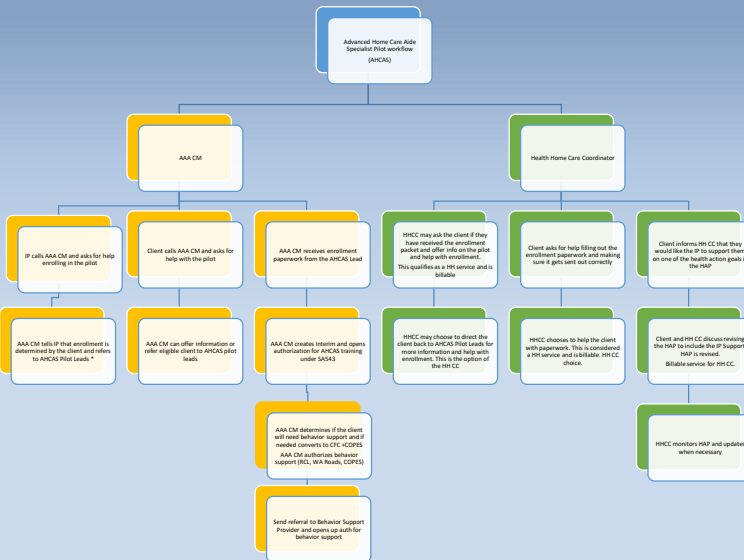 Advanced Home Care Aide
Specialist Pilot workflow
(AHCAS)
AAA CM
Health Home Care Coordinator
IP calls AAA CM and asks for help
enrolling in the pilot
Client calls AAA CM and asks for
help with the pilot
AAA CM receives enrollment
paperwork from the AHCAS Lead
HHCC may ask the client if they
have received the enrollment
packet and offer info on the pilot
and help with enrollment.
This qualifies as a HH service and is
billable
Client asks for help filling out the
enrollment paperwork and making
sure it gets sent out correctly
Client informs HH CC that they
would like the IP to support them
on one of the health action goals
the HAP
AAA CM tells IP that enrollment is
determined by the client and refers
to AHCAS Pilot Leads *
AAA CM can offer information or
refer eligible client to AHCAS pilot
leads
AAA CM creates Interim and opens
authorization for AHCAS training
under SA543
HHCC may choose to direct the
client back to AHCAS Pilot Leads for
more information and help with
enrollment. This is the option of
the HH CC
HHCC chooses to help the client
with paperwork. This is considered
a HH service and is billable. HH CC
choice.
Client and HH CC discuss revising
the HAP to include the IP Support.
HAP is revised.
Billable service for HH CC.
AAA CM determines if the client
will need behavior support and if
needed converts to CFC +COPES
AAA CM authorizes behavior
support (RCL, WA Roads, COPES)
HHCC monitors HAP and updates
when necessary
Send referral to Behavior Support
Provider and opens up auth for
behavior support